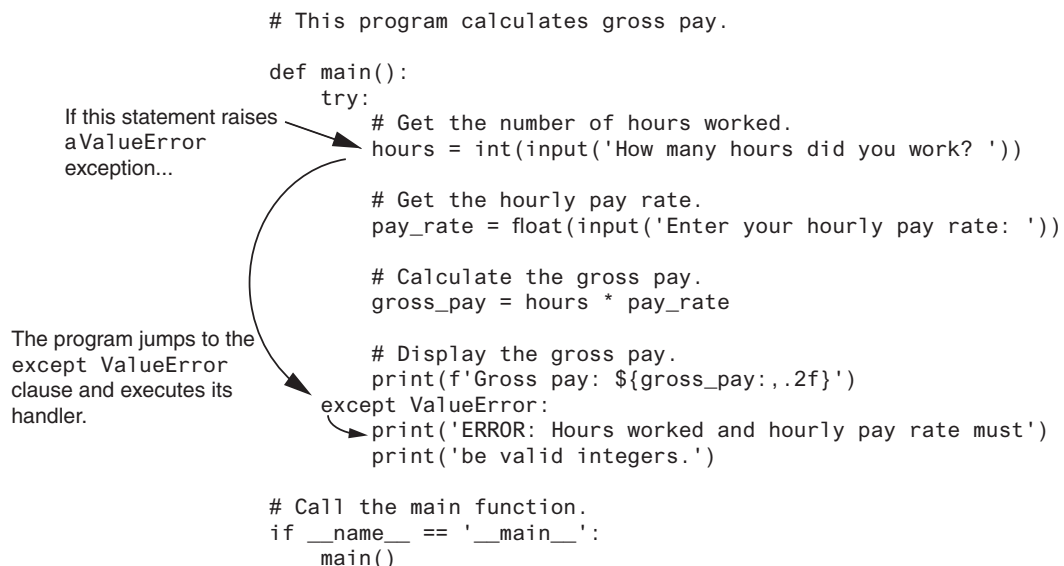 # This program calculates gross pay.
def main():
try:
If this statement raises
a ValueError
exception...
# Get the number of hours worked.
hours = int(input('How many hours did you work? '))
# Get the hourly pay rate.
pay_rate = float(input('Enter your hourly pay rate: '))
# Calculate the gross pay.
gross_pay = hours * pay_rate
# Display the gross pay.
print(f'Gross pay: ${gross_pay:,.2f}')
The program jumps to the
except ValueError
clause and executes its
handler.
except ValueError:
print('ERROR: Hours worked and hourly pay rate must')
print('be valid integers.')
# Call the main function.
if __name__ == '__main__':
main()